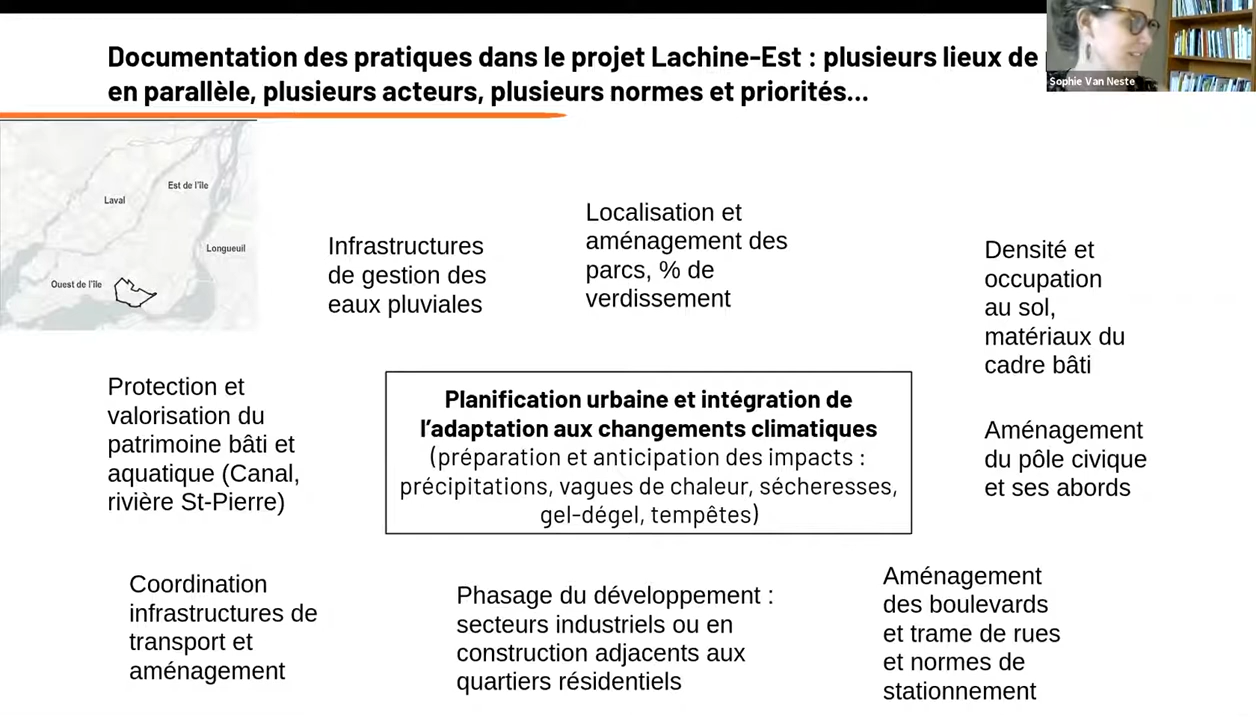 Documentation des pratiques dans le projet Lachine-Est : plusieurs lieux de
en parallèle, plusieurs acteurs, plusieurs normes et priorités...
Sophie Van Neste
Est de l'île
Laval
Longueuil
Ouest de l'île
Infrastructures
de gestion des
eaux pluviales
Localisation et
aménagement des
parcs, % de
verdissement
Densité et
occupation
au sol,
matériaux du
cadre bâti
Protection et
valorisation du
patrimoine bâti et
aquatique (Canal,
rivière St-Pierre)
Planification urbaine et intégration de
l'adaptation aux changements climatiques
(préparation et anticipation des impacts :
précipitations, vagues de chaleur, sécheresses,
gel-dégel, tempêtes)
Aménagement
du pôle civique
et ses abords
Coordination
infrastructures de
transport et
aménagement
Phasage du développement :
secteurs industriels ou en
construction adjacents aux
quartiers résidentiels
Aménagement
des boulevards
et trame de rues
et normes de
stationnement